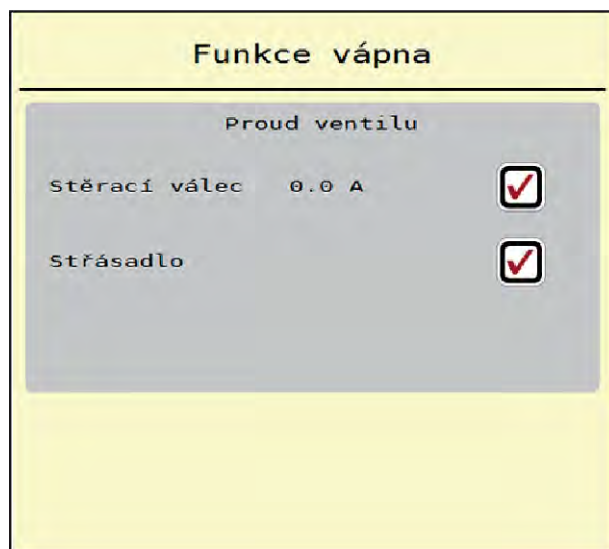 Funkce vápna
Proud ventilu
Stěrací válec 0.0 A
Střásadlo